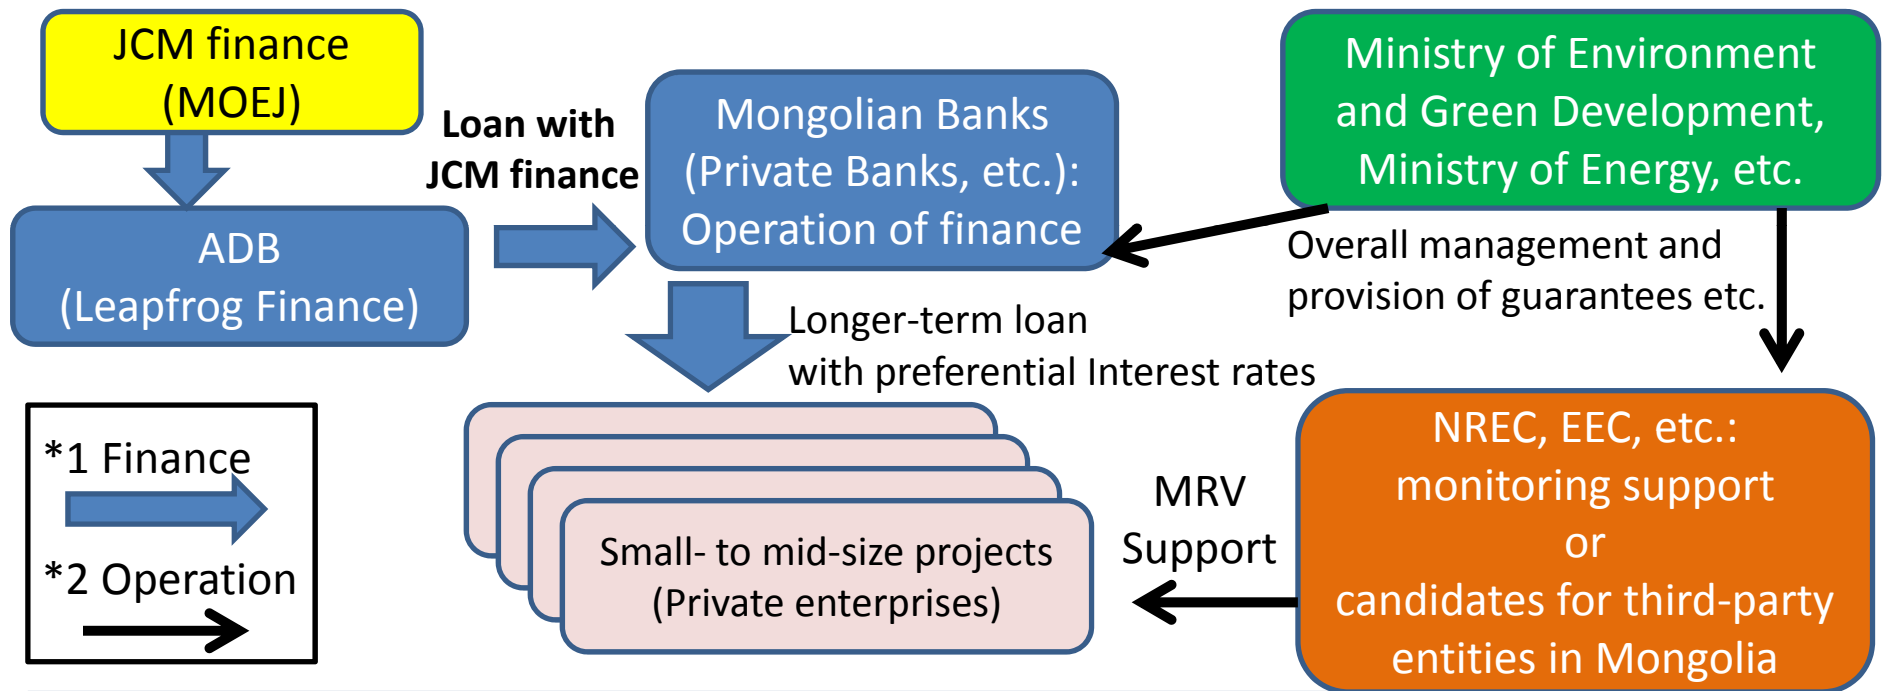 JCM finance
(MOEJ)
Loan with
JCM finance
ADB
(Leapfrog Finance)
Mongolian Banks
(Private Banks, etc.):
Operation of finance
Ministry of Environment
and Green Development,
Ministry of Energy, etc.
Overall management and
provision of guarantees etc.
Longer-term loan
with preferential Interest rates
*1 Finance
*2 Operation
Small- to mid-size projects
(Private enterprises)
MRV
Support
NREC, EEC, etc.:
monitoring support
or
candidates for third-party
entities in Mongolia